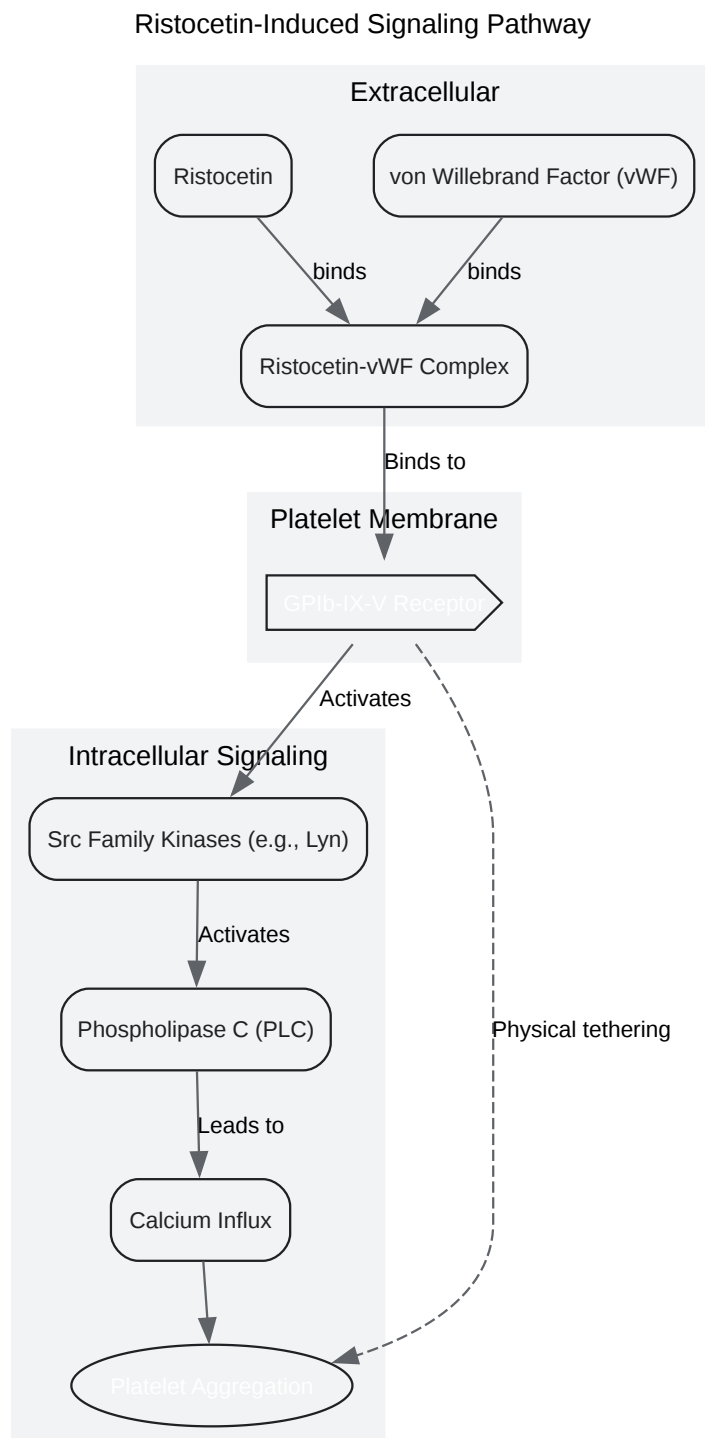 Ristocetin-Induced Signaling Pathway
Extracellular
Ristocetin
von Willebrand Factor (vWF)
binds
binds
Ristocetin-vWF Complex
Binds to
Platelet Membrane
GPIb-IX-V Receptor
Activates
Intracellular Signaling
Src Family Kinases (e.g., Lyn)
Activates
Phospholipase C (PLC)
Physical tethering
Leads to
Calcium Influx
Platelet Aggregation